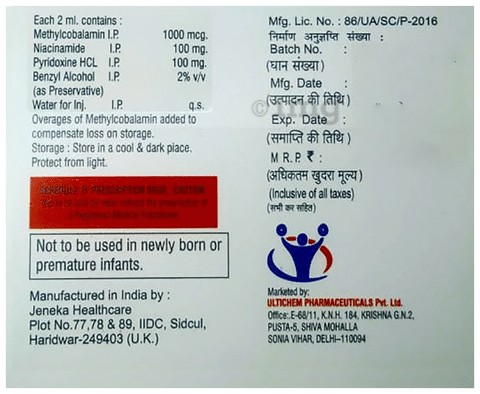 Each 2 ml. contains :
Methylcobalamin I.P. 1000 mcg.
Niacinamide I.P. 100 mg.
Pyridoxine HCL I.P. 100 mg.
Benzyl Alcohol I.P. 2% v/v
(as Preservative)
Water for Inj. I.P. q.s.
Overages of Methylcobalamin added to
compensate loss on storage.
Storage : Store in a cool & dark place.
Protect from light.
SCHEDULE H PRESCRIPTION DRUG. CAUTION
Not to be used in newly born or
premature infants.
Manufactured in India by :
Jeneka Healthcare
Plot No.77,78 & 89, IIDC, Sidcul,
Haridwar-249403 (U.K.)
Mfg. Lic. No. : 86/UA/SC/P-2016
निर्माण अनुज्ञप्ति संख्या :
Batch No. :
(घान संख्या)
Mfg. Date :
(उत्पादन की तिथि)
Exp. Date :
(समाप्ति की तिथि)
M R.P. ₹ :
(अधिकतम खुदरा मूल्य)
(Inclusive of all taxes)
(सभी कर सहित)
Marketed by:
ULTICHEM PHARMACEUTICALS Pvt. Ltd.
Office:.E-68/11, K.N.H. 184, KRISHNA G.N.2,
PUSTA-5, SHIVA MOHALLA
SONIA VIHAR, DELHI-110094